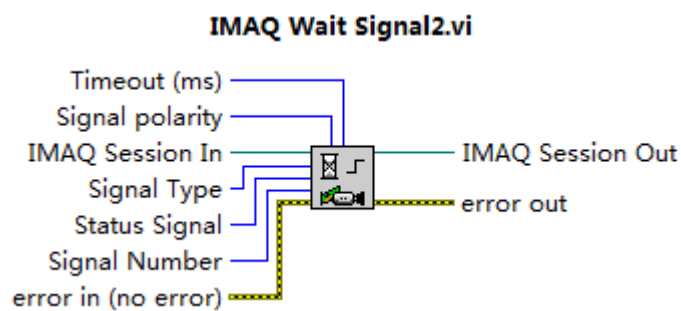 IMAQ Wait Signal2.vi
Timeout (ms)
Signal polarity
IMAQ Session In
IMAQ Session Out
Signal Type
error out
Status Signal
Signal Number
error in (no error)